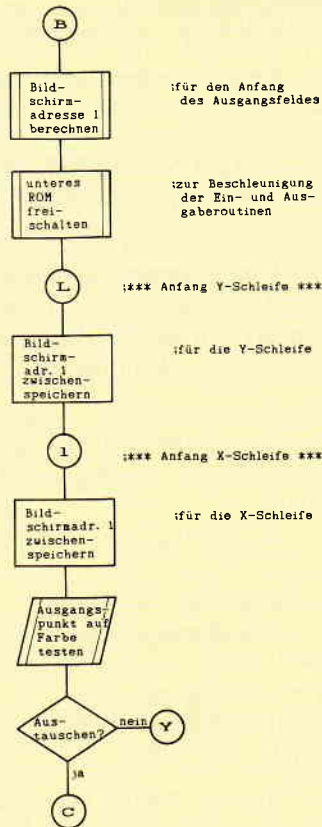 B
Bild-
schirm-
adresse 1
berechnen
;für den Anfang
des Ausgangsfeldes
unteres
ROM
frei-
schalten
;zur Beschleunigung
der Ein- und Aus-
gaberoutinen
L
;*** Anfang Y-Schleife ***
Bild-
schirm-
adr. 1
zwischen-
speichern
;für die Y-Schleife
1
;*** Anfang X-Schleife ***
Bild-
schirmadr. 1
zwischen-
speichern
;für die X-Schleife
Ausgangs-
punkt auf
Farbe
testen
Aus-
tauschen?
nein
Y
ja
C